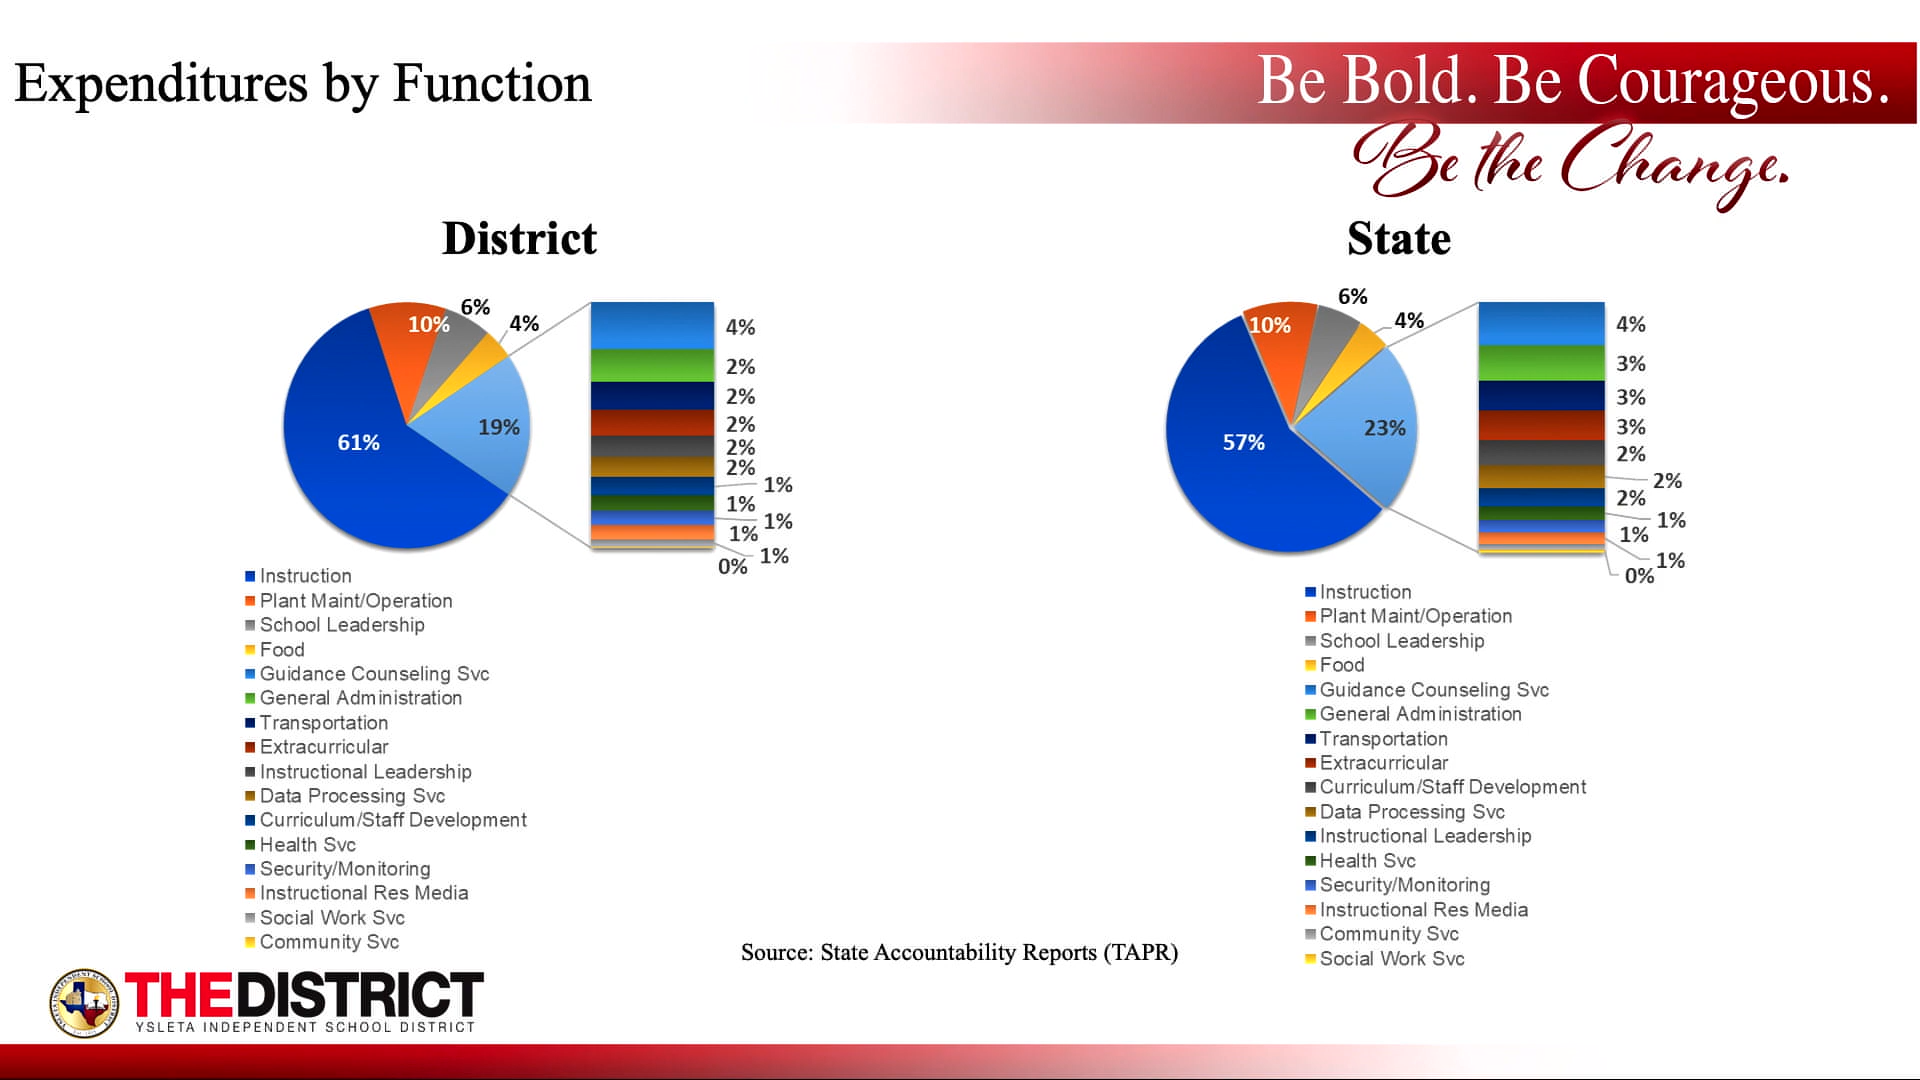 Expenditures by Function
Be Bold. Be Courageous.
Be the Change.
District
61%
10%
6%
4%
19%
4%
2%
2%
2%
2%
2%
1%
1%
1%
1%
1%
0%
Instruction
Plant Maint/Operation
School Leadership
Food
Guidance Counseling Svc
General Administration
Transportation
Extracurricular
Instructional Leadership
Data Processing Svc
Curriculum/Staff Development
Health Svc
Security/Monitoring
Instructional Res Media
Social Work Svc
Community Svc
State
57%
10%
6%
4%
23%
4%
3%
3%
3%
2%
2%
2%
1%
1%
1%
0%
Instruction
Plant Maint/Operation
School Leadership
Food
Guidance Counseling Svc
General Administration
Transportation
Extracurricular
Curriculum/Staff Development
Data Processing Svc
Instructional Leadership
Health Svc
Security/Monitoring
Instructional Res Media
Community Svc
Social Work Svc
Source: State Accountability Reports (TAPR)
THEDISTRICT
YSLETA INDEPENDENT SCHOOL DISTRICT